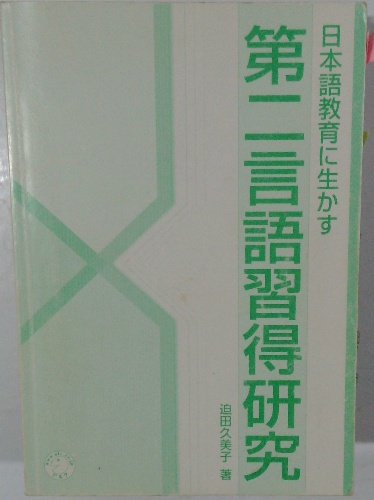 日本語教育に生かす
第二言語習得研究
迫田久美子 著